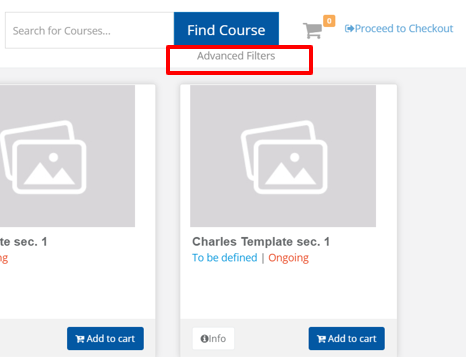 Search for Courses...
Find Course
0
Proceed to Checkout
Advanced Filters
te sec. 1
Charles Template sec. 1
To be defined | Ongoing
Add to cart
Info
Add to cart